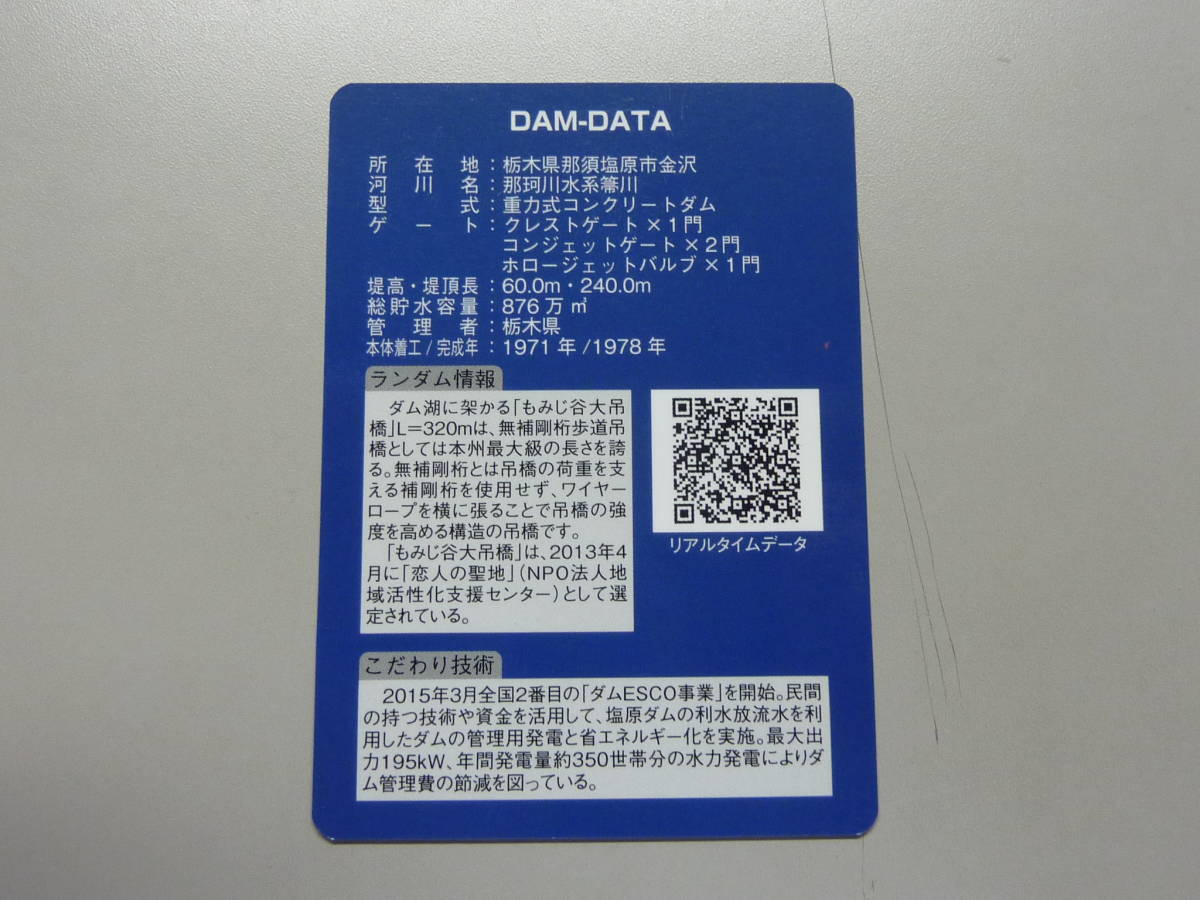 DAM-DATA
所在地：栃木県那須塩原市金沢
河川名：那珂川水系箒川
型式：重力式コンクリートダム
ゲート：クレストゲート×1門
コンジェットゲート×2門
ホロージェットバルブ×1門
堤高・堤頂長：60.0m・240.0m
総貯水容量：876万㎥
管理者：栃木県
本体着工/完成年：1971年/1978年
ランダム情報
ダム湖に架かる「もみじ谷大吊
橋」L＝320mは、無補剛桁歩道吊
橋としては本州最大級の長さを誇
る。無補剛桁とは吊橋の荷重を支
える補剛桁を使用せず、ワイヤー
ロープを横に張ることで吊橋の強
度を高める構造の吊橋です。
「もみじ谷大吊橋」は、2013年4
月に「恋人の聖地」（NPO法人地
域活性化支援センター）として選
定されている。
リアルタイムデータ
こだわり技術
2015年3月全国2番目の「ダムESCO事業」を開始。民間
の持つ技術や資金を活用して、塩原ダムの利水放流水を利
用したダムの管理用発電と省エネルギー化を実施。最大出
力195kW、年間発電量約350世帯分の水力発電によりダ
ム管理費の節減を図っている。